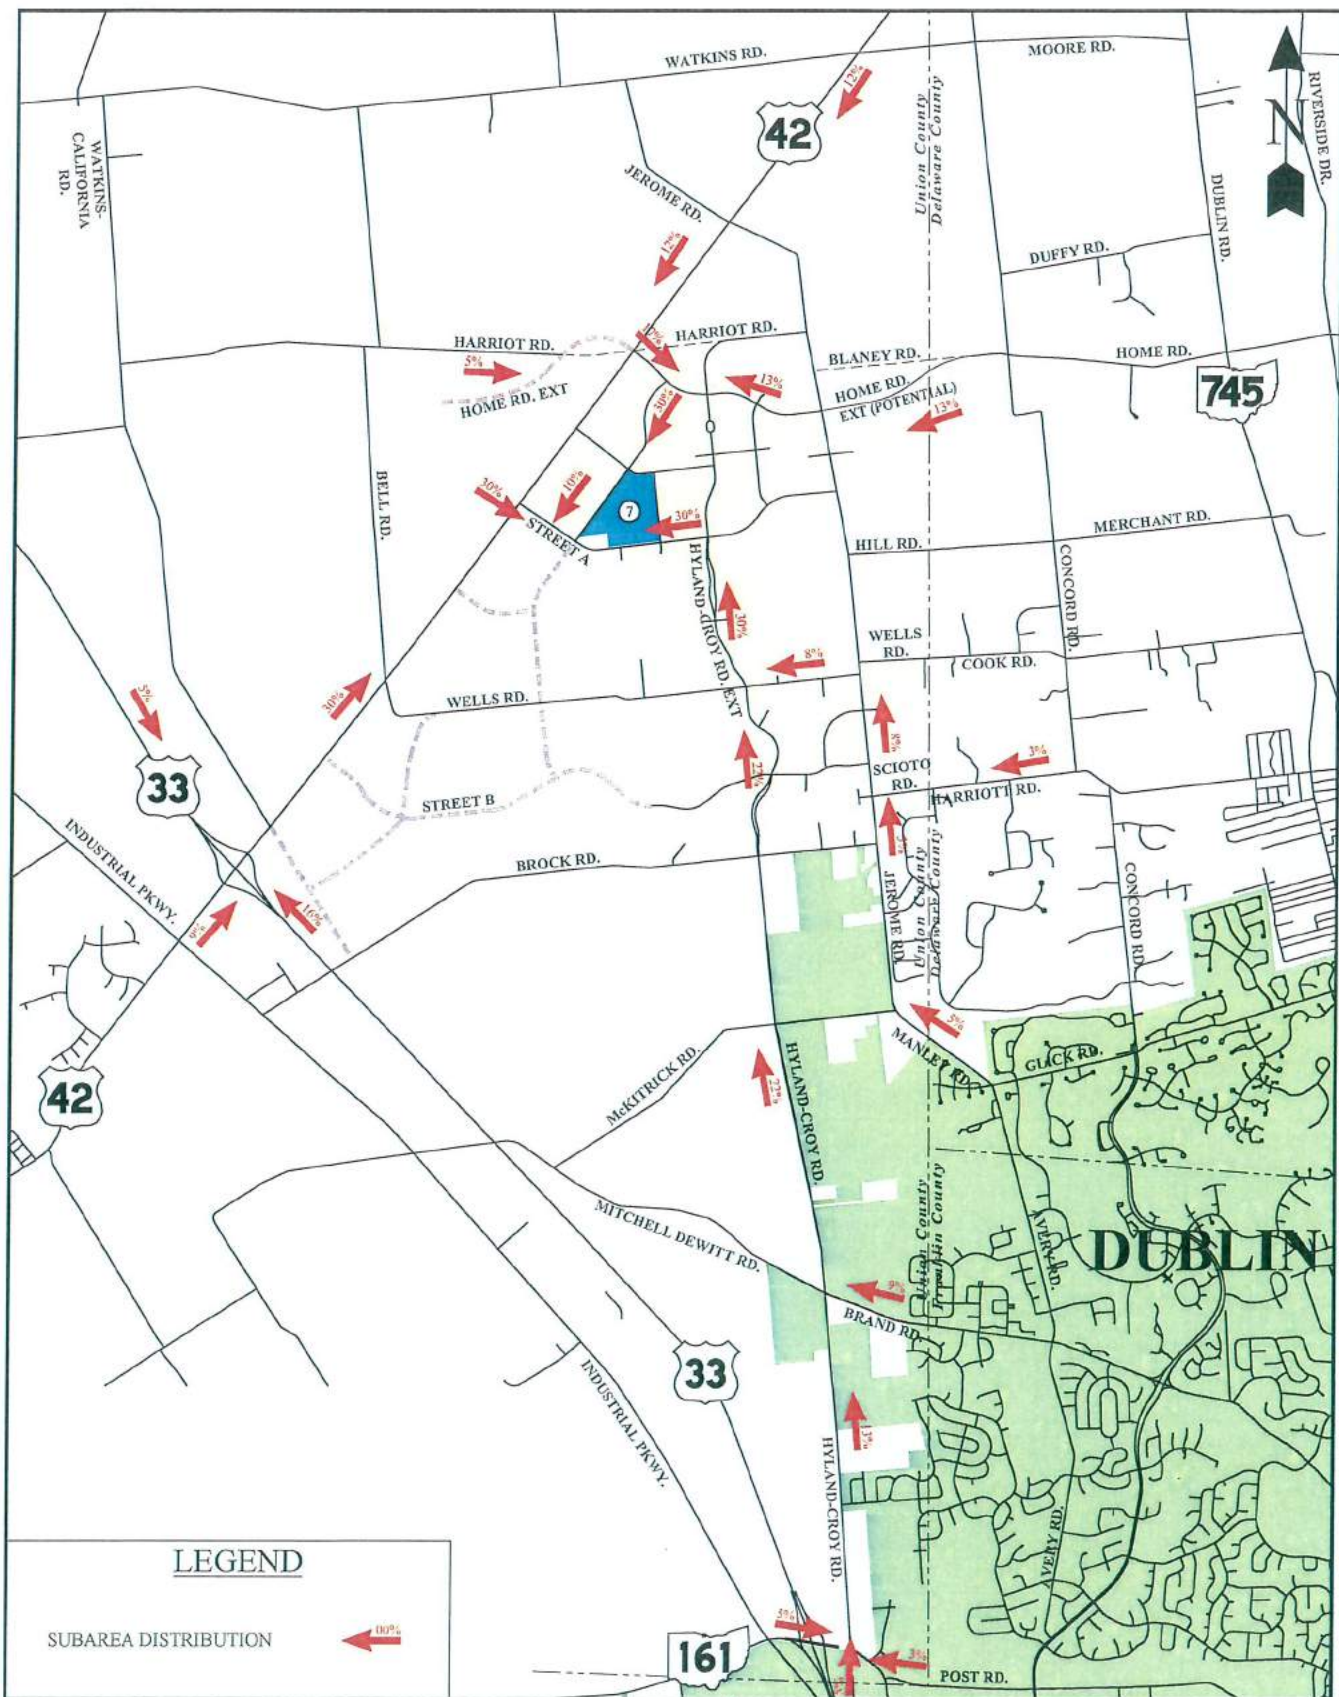 WATKINS RD.
MOORE RD.
12%
42
Union County
Delaware County
N
RIVERSIDE DR.
WATKINS-
CALIFORNIA
RD.
JEROME RD.
DUBLIN RD.
12%
DUFFY RD.
HARRIOT RD.
HARRIOT RD.
5%
HOME RD. EXT
13%
BLANEY RD.
HOME RD.
HOME RD.
EXT (POTENTIAL)
13%
745
30%
BELL RD.
30%
10%
7
30%
STREET A
HYLAND-CROY RD. EXT
HILL RD.
MERCHANT RD.
CONCORD RD.
30%
WELLS
RD.
COOK RD.
8%
WELLS RD.
30%
5%
8%
22%
3%
SCIOTO
RD.
HARRIOTT RD.
33
STREET B
INDUSTRIAL PKWY.
BROCK RD.
5%
JEROME RD.
Union County
Delaware County
CONCORD RD.
9%
16%
5%
MANLEY RD.
GLICK RD.
42
McKITRICK RD.
22%
HYLAND-CROY RD.
MITCHELL DEWITT RD.
Union County
Franklin County
AVERY RD.
DUBLIN
9%
BRAND RD.
33
INDUSTRIAL PKWY.
13%
HYLAND-CROY RD.
AVERY RD.
LEGEND
SUBAREA DISTRIBUTION
00%
3%
161
3%
POST RD.